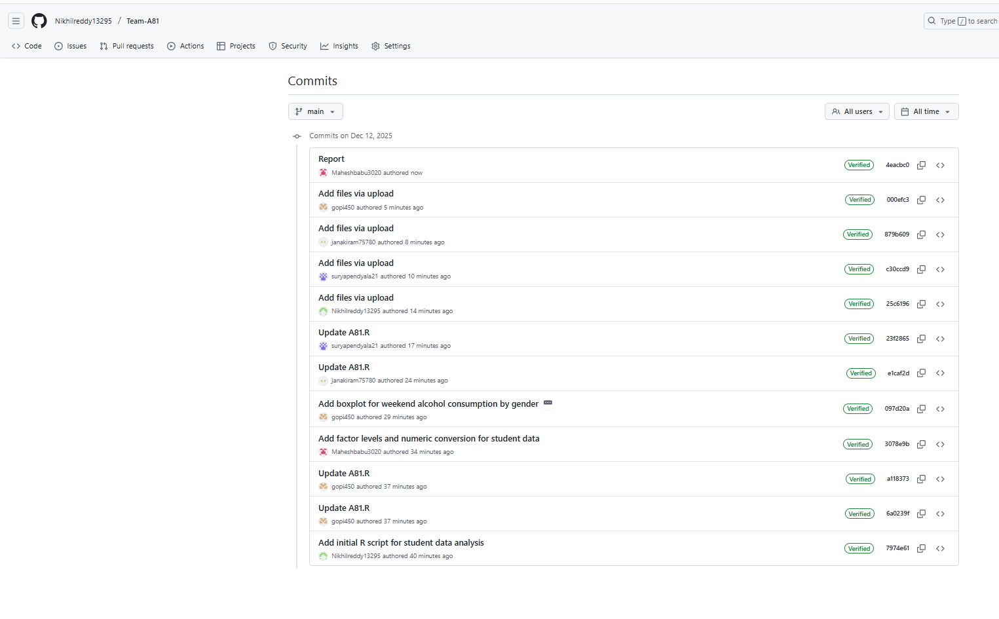 Nikhilreddy13295 / Team-A81
Type / to search
Code Issues Pull requests Actions Projects Security Insights Settings
Commits
main All users All time
Commits on Dec 12, 2025
Report
Maheshbabu3020 authored now
Verified 4eacbc0
Add files via upload
gopi450 authored 5 minutes ago
Verified 000efc3
Add files via upload
janakiram75780 authored 8 minutes ago
Verified 879b609
Add files via upload
suryapendyala21 authored 10 minutes ago
Verified c30ccd9
Add files via upload
Nikhilreddy13295 authored 14 minutes ago
Verified 25c6196
Update A81.R
suryapendyala21 authored 17 minutes ago
Verified 23f2865
Update A81.R
janakiram75780 authored 24 minutes ago
Verified e1caf2d
Add boxplot for weekend alcohol consumption by gender
gopi450 authored 29 minutes ago
Verified 097d20a
Add factor levels and numeric conversion for student data
Maheshbabu3020 authored 34 minutes ago
Verified 3078e9b
Update A81.R
gopi450 authored 37 minutes ago
Verified a118373
Update A81.R
gopi450 authored 37 minutes ago
Verified 6a0239f
Add initial R script for student data analysis
Nikhilreddy13295 authored 40 minutes ago
Verified 7974e61